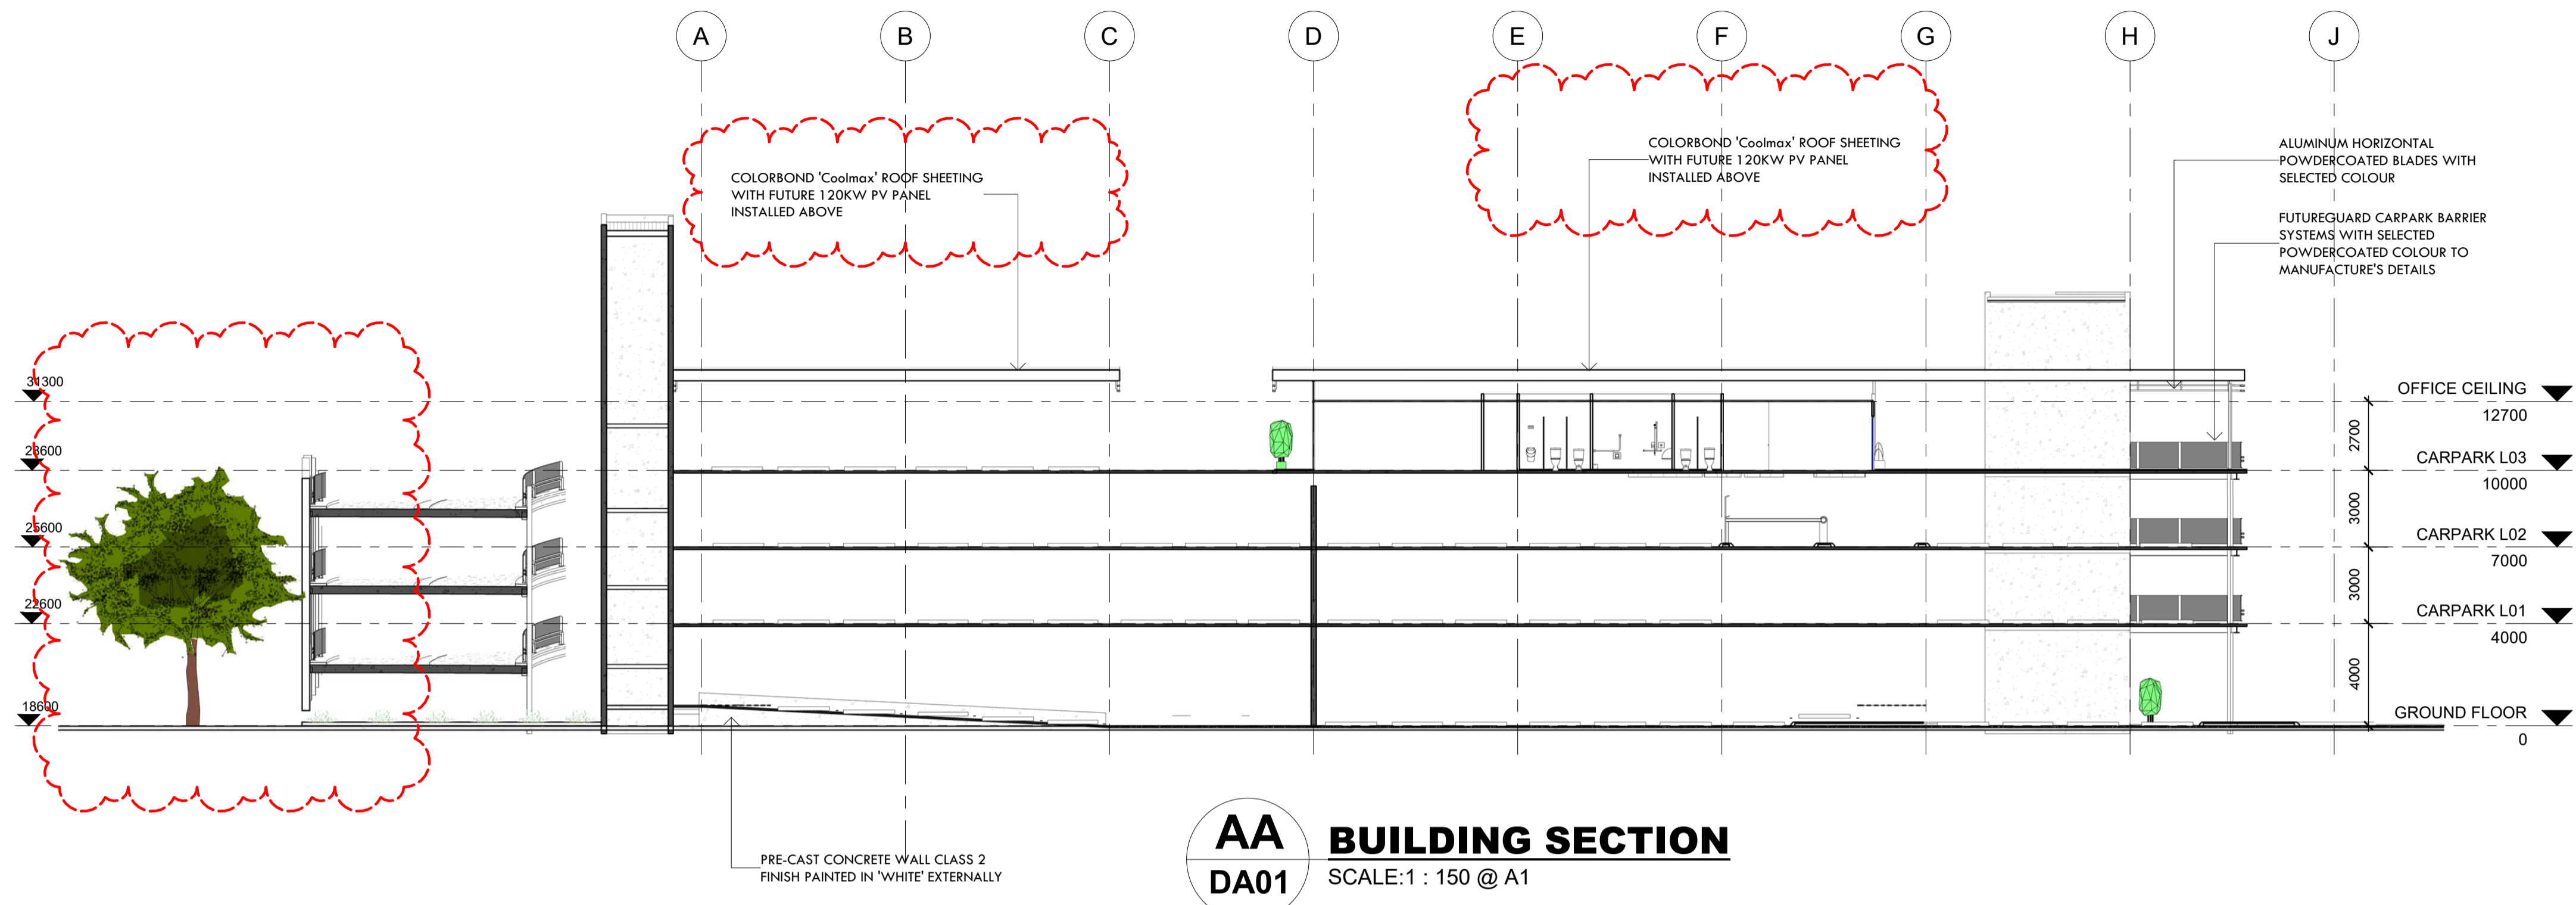 A
B
C
D
E
F
G
H
J
COLORBOND 'Coolmax' ROOF SHEETING
WITH FUTURE 120KW PV PANEL
INSTALLED ABOVE
COLORBOND 'Coolmax' ROOF SHEETING
WITH FUTURE 120KW PV PANEL
INSTALLED ABOVE
ALUMINUM HORIZONTAL
POWDERCOATED BLADES WITH
SELECTED COLOUR
FUTUREGUARD CARPARK BARRIER
SYSTEMS WITH SELECTED
POWDERCOATED COLOUR TO
MANUFACTURE'S DETAILS
31300
28600
25600
22600
18600
2700
3000
3000
4000
OFFICE CEILING
12700
CARPARK L03
10000
CARPARK L02
7000
CARPARK L01
4000
GROUND FLOOR
0
PRE-CAST CONCRETE WALL CLASS 2
FINISH PAINTED IN 'WHITE' EXTERNALLY
AA
DA01
BUILDING SECTION
SCALE:1 : 150 @ A1